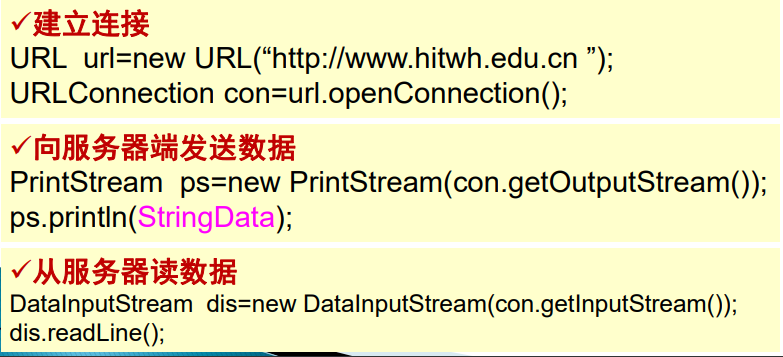 ✓建立连接
URL  url=new URL(“http://www.hitwh.edu.cn ”);
URLConnection con=url.openConnection();
✓向服务器端发送数据
PrintStream  ps=new PrintStream(con.getOutputStream());
ps.println(StringData);
✓从服务器读数据
DataInputStream  dis=new DataInputStream(con.getInputStream());
dis.readLine();